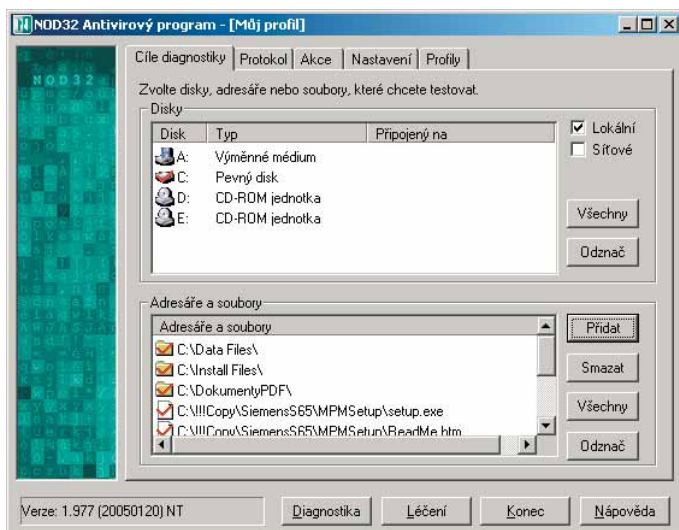 NOD32 Antivirový program - [Můj profil]
NOD32
Cíle diagnostiky Protokol Akce Nastavení Profily
Zvolte disky, adresáře nebo soubory, které chcete testovat.
Disky
Disk Typ Připojený na
A: Výměnné médium
C: Pevný disk
D: CD-ROM jednotka
E: CD-ROM jednotka
Lokální
Síťové
Všechny
Odznač
Adresáře a soubory
Adresáře a soubory
C:\Data Files\
C:\Install Files\
C:\DokumentyPDF\
C:\!!!Copy\SiemensS65\MPMSetup\setup.exe
C:\!!!Copy\SiemensS65\MPMSetup\ReadMe.htm
Přidat
Smazat
Všechny
Odznač
Verze: 1.977 (20050120) NT
Diagnostika Léčení Konec Nápověda